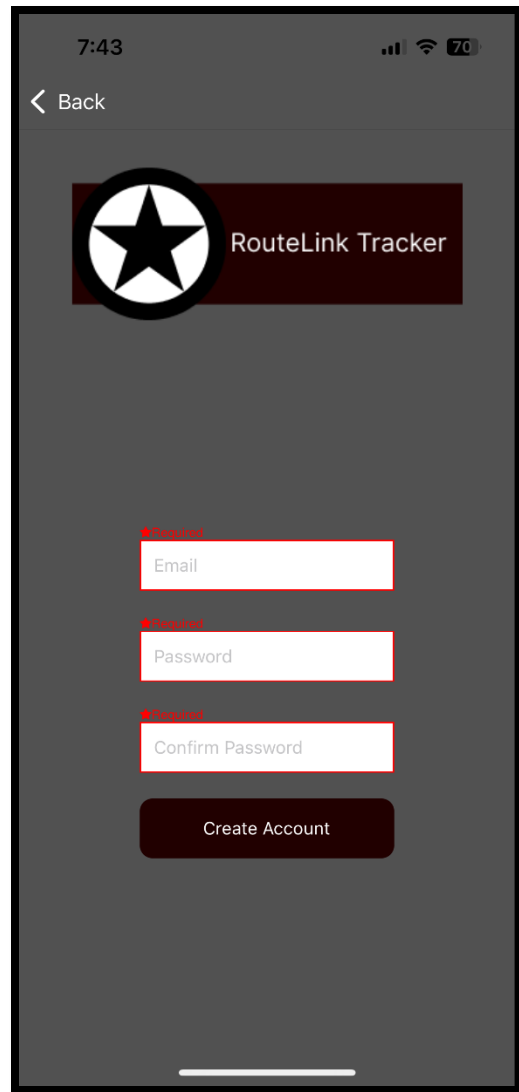 7:43
70
Back
RouteLink Tracker
Required
Email
Required
Password
Required
Confirm Password
Create Account